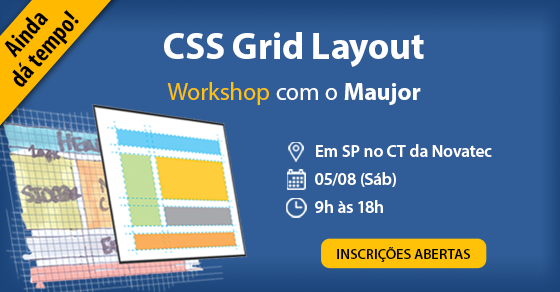 Ainda
dá tempo!
CSS Grid Layout
Workshop com o Maujor
Em SP no CT da Novatec
05/08 (Sáb)
9h às 18h
INSCRIÇÕES ABERTAS